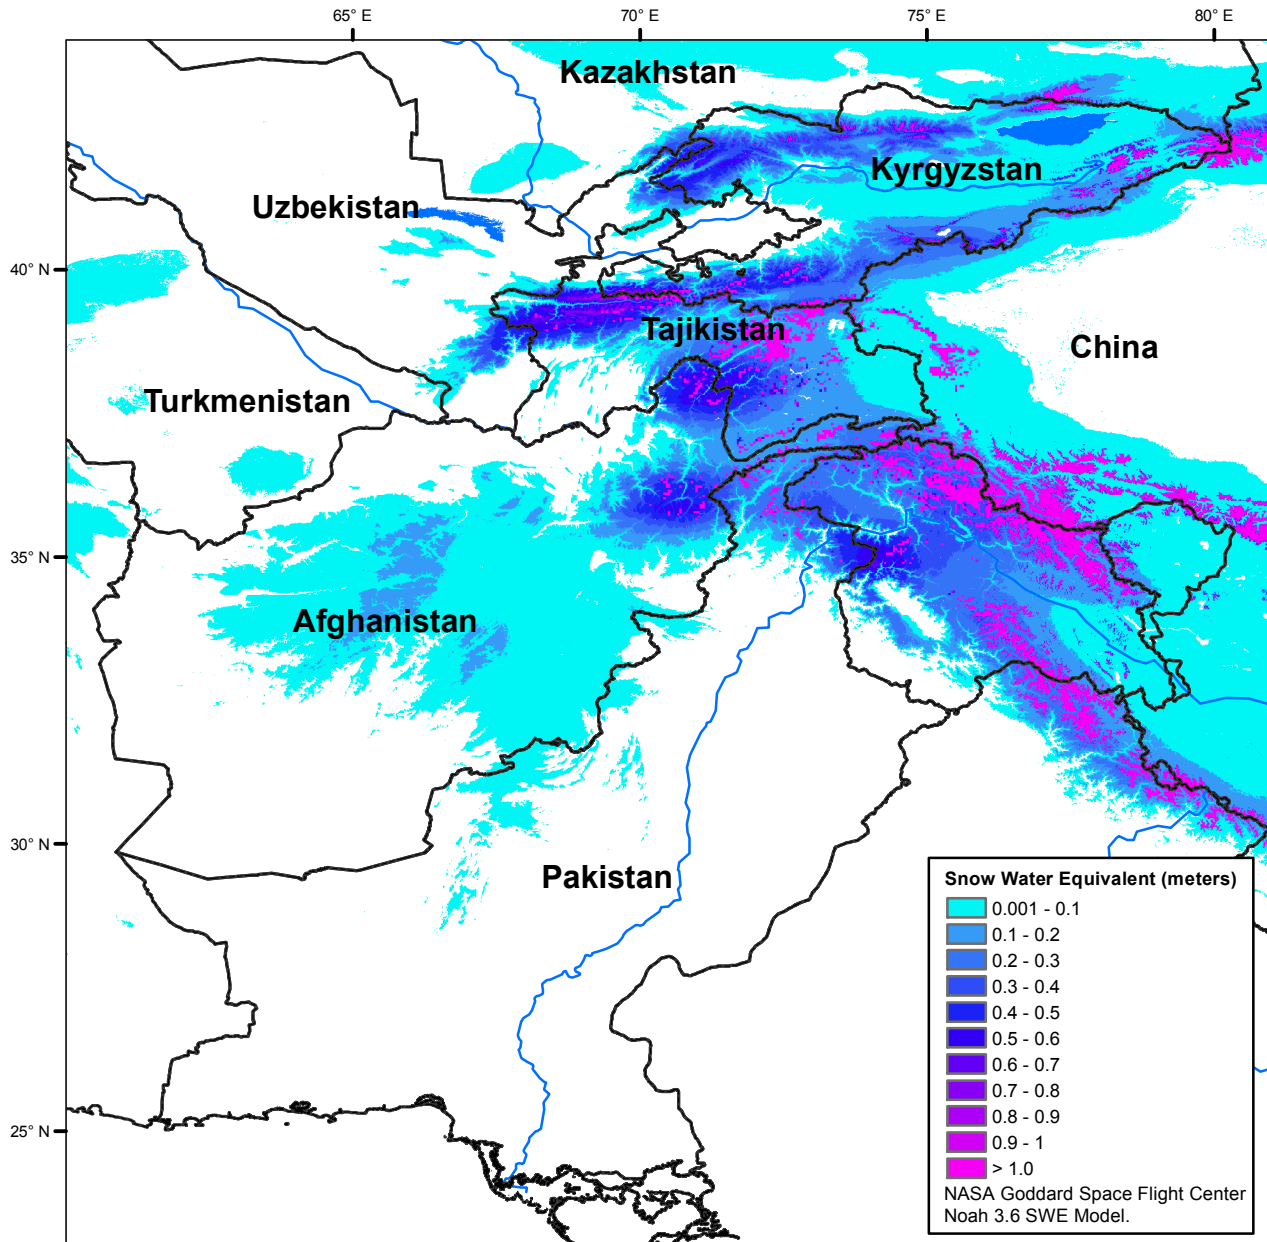 65° E
70° E
75° E
80° E
Kazakhstan
Kyrgyzstan
Uzbekistan
40° N
Tajikistan
China
Turkmenistan
35° N
Afghanistan
30° N
Pakistan
Snow Water Equivalent (meters)
0.001 - 0.1
0.1 - 0.2
0.2 - 0.3
0.3 - 0.4
0.4 - 0.5
0.5 - 0.6
0.6 - 0.7
0.7 - 0.8
0.8 - 0.9
0.9 - 1
> 1.0
25° N
NASA Goddard Space Flight Center
Noah 3.6 SWE Model.